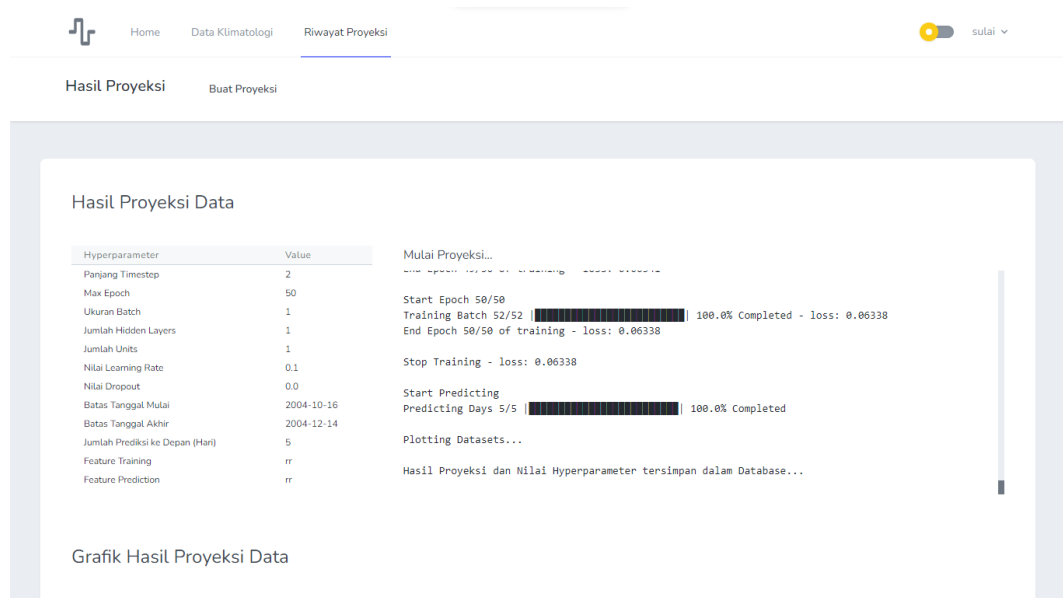 Home Data Klimatologi Riwayat Proyeksi sulai
Hasil Proyeksi Buat Proyeksi
Hasil Proyeksi Data
Hyperparameter Value
Panjang Timestep 2
Max Epoch 50
Ukuran Batch 1
Jumlah Hidden Layers 1
Jumlah Units 1
Nilai Learning Rate 0.1
Nilai Dropout 0.0
Batas Tanggal Mulai 2004-10-16
Batas Tanggal Akhir 2004-12-14
Jumlah Prediksi ke Depan (Hari) 5
Feature Training rr
Feature Prediction rr
Mulai Proyeksi...
Start Epoch 50/50
Training Batch 52/52 | | 100.0% Completed - loss: 0.06338
End Epoch 50/50 of training - loss: 0.06338
Stop Training - loss: 0.06338
Start Predicting
Predicting Days 5/5 | | 100.0% Completed
Plotting Datasets...
Hasil Proyeksi dan Nilai Hyperparameter tersimpan dalam Database...
Grafik Hasil Proyeksi Data